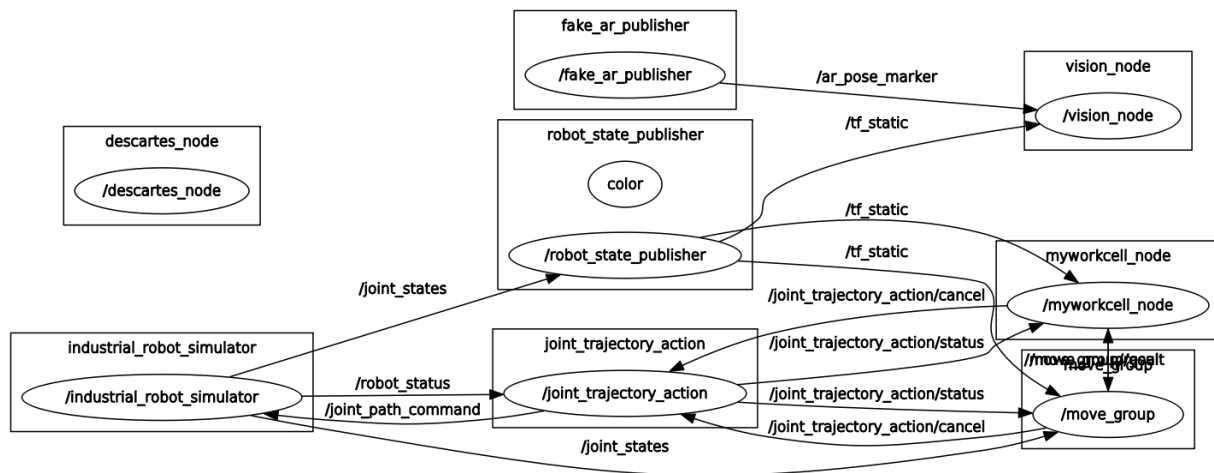 fake_ar_publisher
/fake_ar_publisher
/ar_pose_marker
vision_node
/vision_node
/tf_static
descartes_node
/descartes_node
robot_state_publisher
color
/robot_state_publisher
/tf_static
/tf_static
myworkcell_node
/myworkcell_node
/joint_states
/joint_trajectory_action/cancel
industrial_robot_simulator
/industrial_robot_simulator
/robot_status
/joint_path_command
joint_trajectory_action
/joint_trajectory_action
/joint_trajectory_action/status
/joint_trajectory_action/status
/joint_trajectory_action/cancel
move_group
/move_group
/joint_states